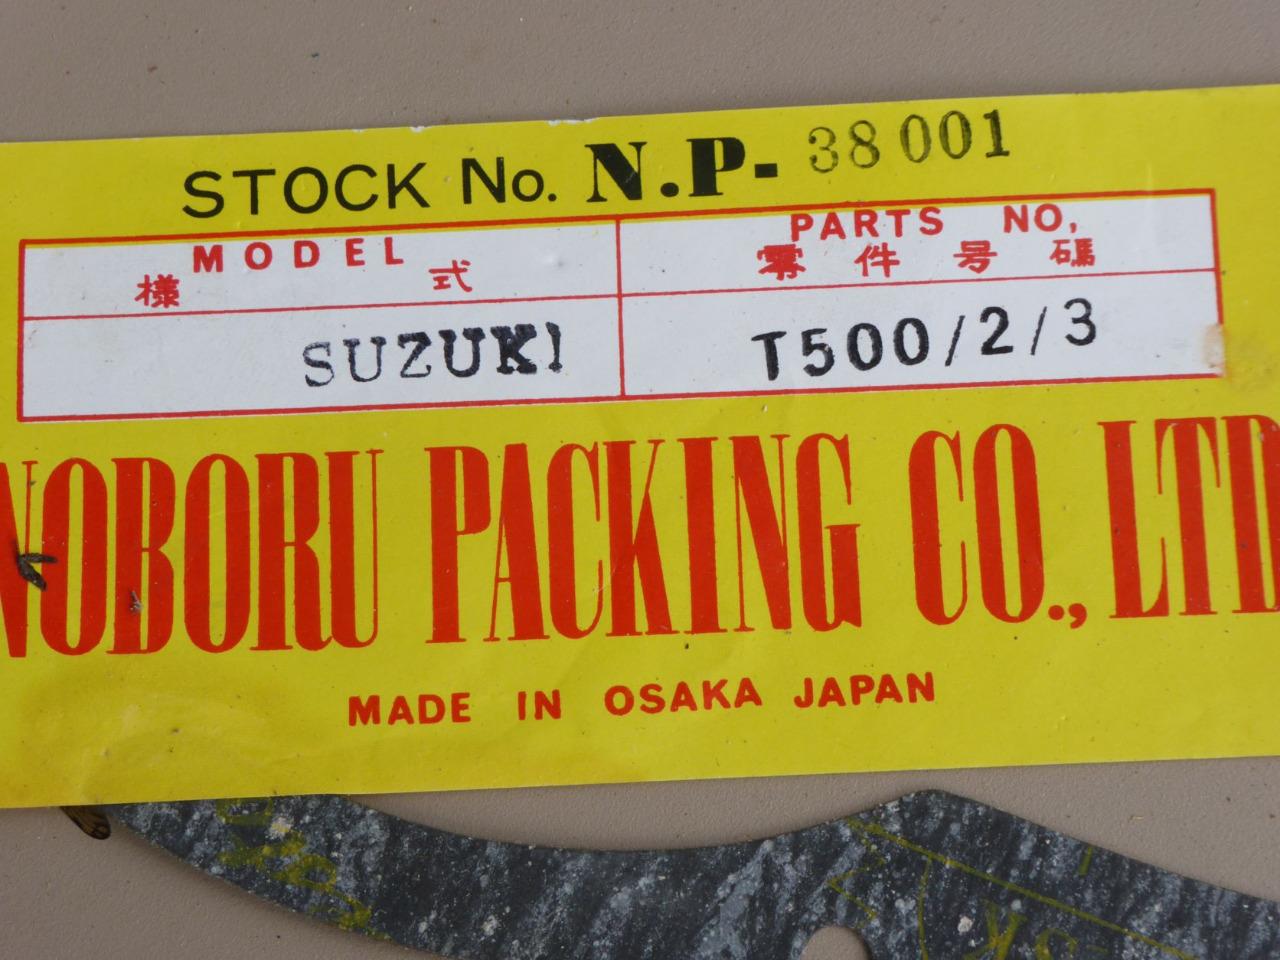 STOCK No. N.P- 38001
MODEL
様 式
PARTS NO,
零件号碼
SUZUKI
T500/2/3
NOBORU PACKING CO., LTD
MADE IN OSAKA JAPAN